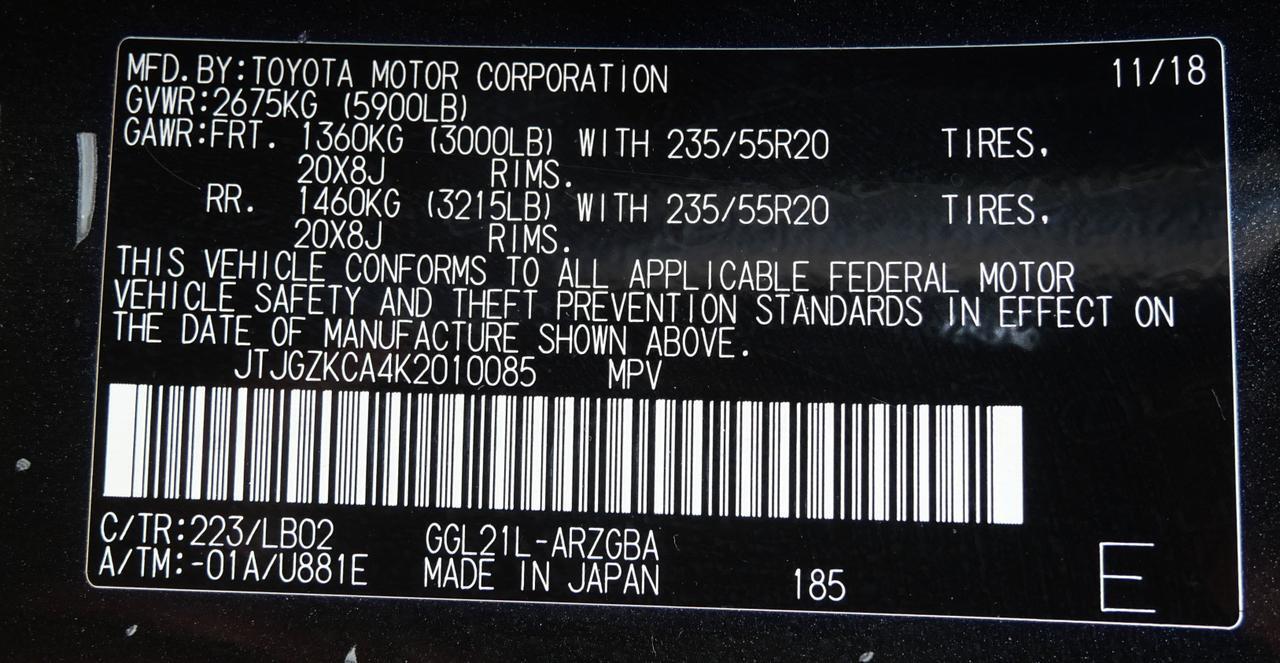 MFD.BY:TOYOTA MOTOR CORPORATION 11/18
GVWR:2675KG (5900LB)
GAWR:FRT. 1360KG (3000LB) WITH 235/55R20 TIRES.
20X8J RIMS.
RR. 1460KG (3215LB) WITH 235/55R20 TIRES.
20X8J RIMS.
THIS VEHICLE CONFORMS TO ALL APPLICABLE FEDERAL MOTOR
VEHICLE SAFETY AND THEFT PREVENTION STANDARDS IN EFFECT ON
THE DATE OF MANUFACTURE SHOWN ABOVE.
JTJGZKCA4K2010085 MPV
C/TR:223/LB02 GGL21L-ARZGBA
A/TM:-01A/U881E MADE IN JAPAN 185 E